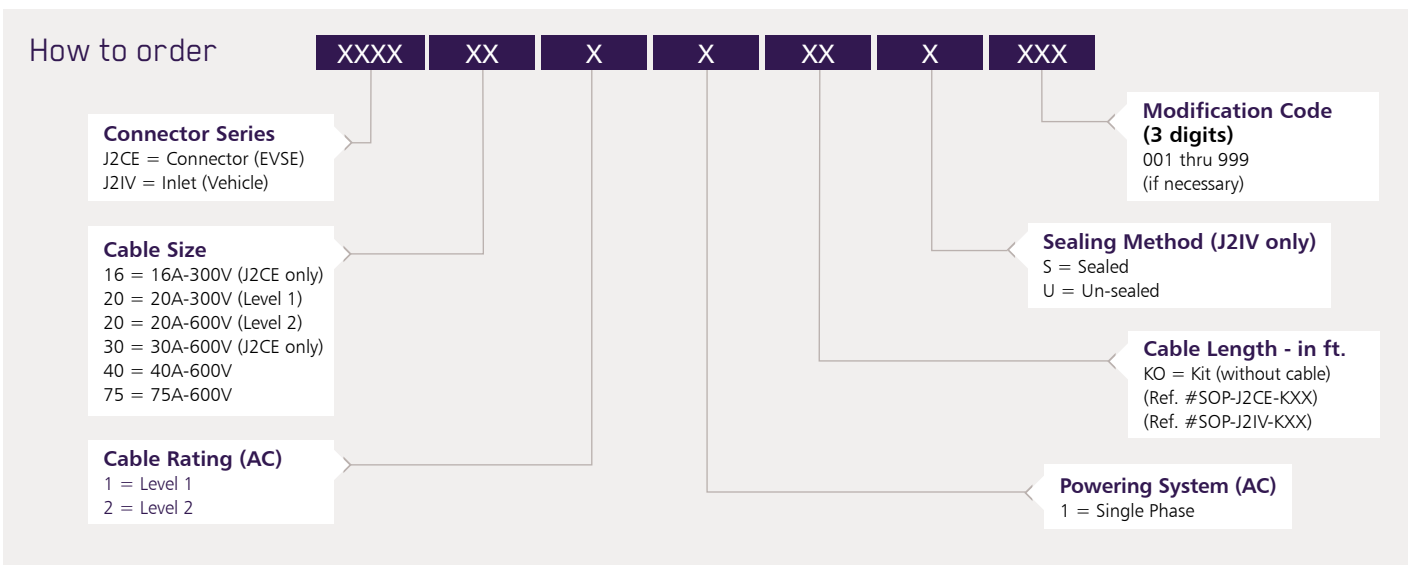 How to order
XXXX XX X X XX X XXX
Connector Series
J2CE = Connector (EVSE)
J2IV = Inlet (Vehicle)
Cable Size
16 = 16A-300V (J2CE only)
20 = 20A-300V (Level 1)
20 = 20A-600V (Level 2)
30 = 30A-600V (J2CE only)
40 = 40A-600V
75 = 75A-600V
Cable Rating (AC)
1 = Level 1
2 = Level 2
Modification Code
(3 digits)
001 thru 999
(if necessary)
Sealing Method (J2IV only)
S = Sealed
U = Un-sealed
Cable Length - in ft.
KO = Kit (without cable)
(Ref. #SOP-J2CE-KXX)
(Ref. #SOP-J2IV-KXX)
Powering System (AC)
1 = Single Phase